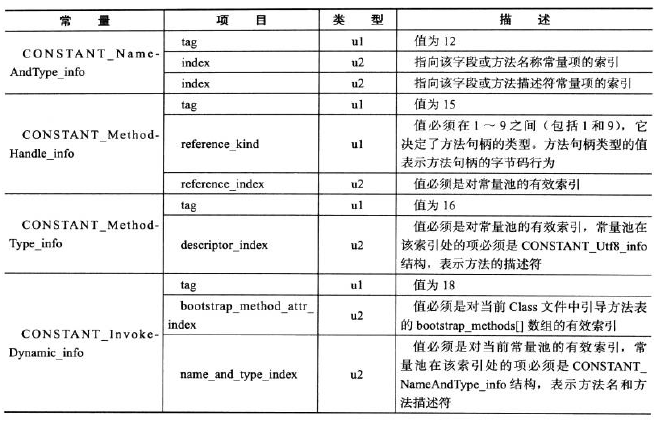 常 量 项 目 类 型 描 述
CONSTANT_Name-
AndType_info
tag u1 值为 12
index u2 指向该字段或方法名称常量项的索引
index u2 指向该字段或方法描述符常量项的索引
CONSTANT_Method-
Handle_info
tag u1 值为 15
reference_kind u1 值必须在 1～9 之间（包括 1 和 9），它
决定了方法句柄的类型。方法句柄类型的值
表示方法句柄的字节码行为
reference_index u2 值必须是对常量池的有效索引
CONSTANT_Method-
Type_info
tag u1 值为 16
descriptor_index u2 值必须是对常量池的有效索引，常量池在
该索引处的项必须是 CONSTANT_Utf8_info
结构，表示方法的描述符
CONSTANT_Invoke-
Dynamic_info
tag u1 值为 18
bootstrap_method_attr_
index u2 值必须是对当前 Class 文件中引导方法表
的 bootstrap_methods[] 数组的有效索引
name_and_type_index u2 值必须是对当前常量池的有效索引，常
量池在该索引处的项必须是 CONSTANT_
NameAndType_info 结构，表示方法名和方
法描述符